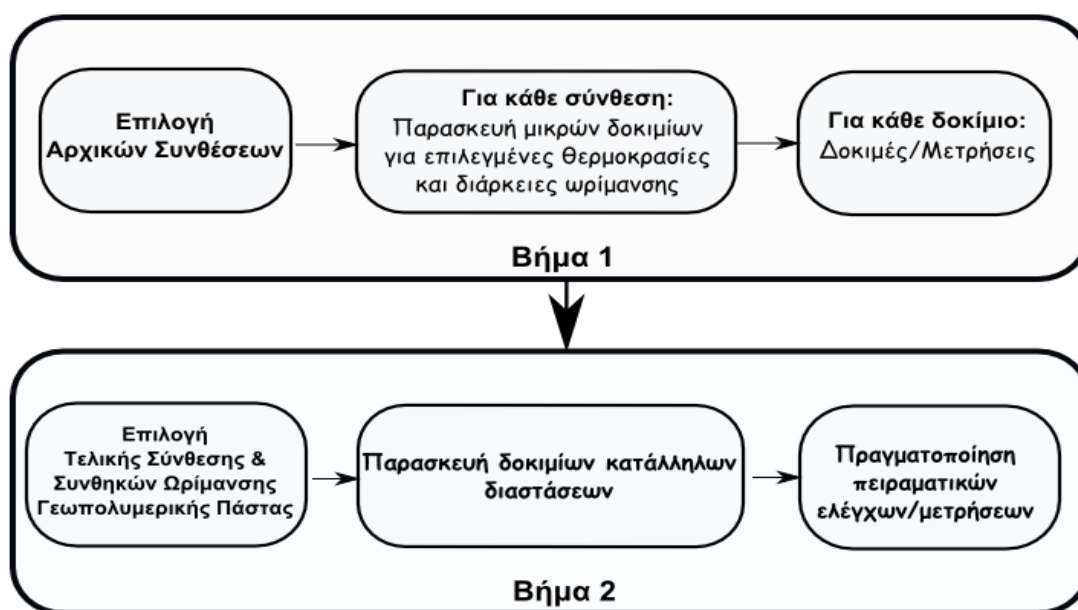 Επιλογή
Αρχικών Συνθέσεων
Για κάθε σύνθεση:
Παρασκευή μικρών δοκιμίων
για επιλεγμένες θερμοκρασίες
και διάρκειες ωρίμανσης
Για κάθε δοκίμιο:
Δοκιμές/Μετρήσεις
Βήμα 1
Επιλογή
Τελικής Σύνθεσης &
Συνθηκών Ωρίμανσης
Γεωπολυμερικής Πάστας
Παρασκευή δοκιμίων κατάλληλων
διαστάσεων
Πραγματοποίηση
πειραματικών
ελέγχων/μετρήσεων
Βήμα 2